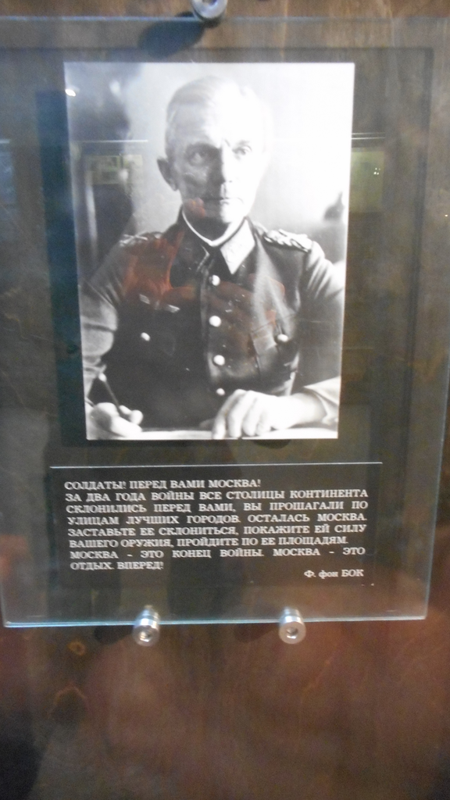 СОЛДАТЫ! ПЕРЕД ВАМИ МОСКВА!
ЗА ДВА ГОДА ВОЙНЫ ВСЕ СТОЛИЦЫ КОНТИНЕНТА
СКЛОНИЛИСЬ ПЕРЕД ВАМИ, ВЫ ПРОШАГАЛИ ПО
УЛИЦАМ ЛУЧШИХ ГОРОДОВ. ОСТАЛАСЬ МОСКВА.
ЗАСТАВЬТЕ ЕЕ СКЛОНИТЬСЯ, ПОКАЖИТЕ ЕЙ СИЛУ
ВАШЕГО ОРУЖИЯ, ПРОЙДИТЕ ПО ЕЕ ПЛОЩАДЯМ.
МОСКВА - ЭТО КОНЕЦ ВОЙНЫ. МОСКВА - ЭТО
ОТДЫХ. ВПЕРЕД!
Ф. фон БОК